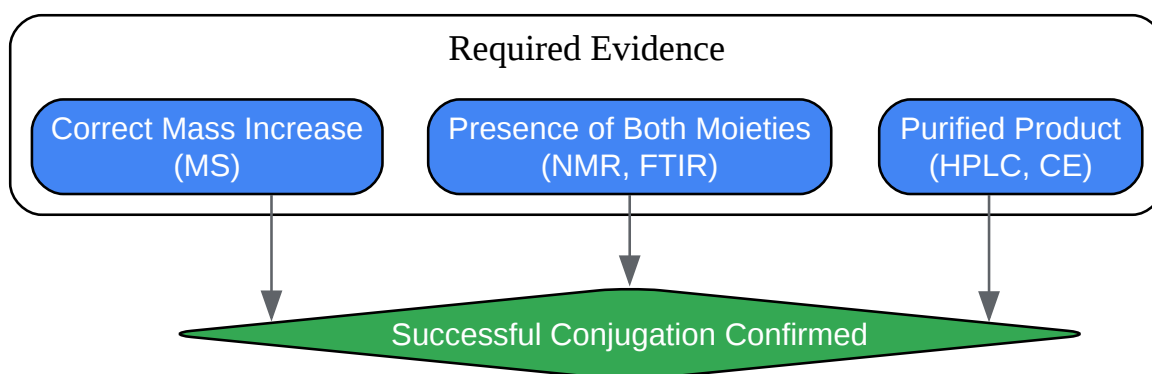 Required Evidence
Correct Mass Increase
(MS)
Presence of Both Moieties
(NMR, FTIR)
Purified Product
(HPLC, CE)
Successful Conjugation Confirmed